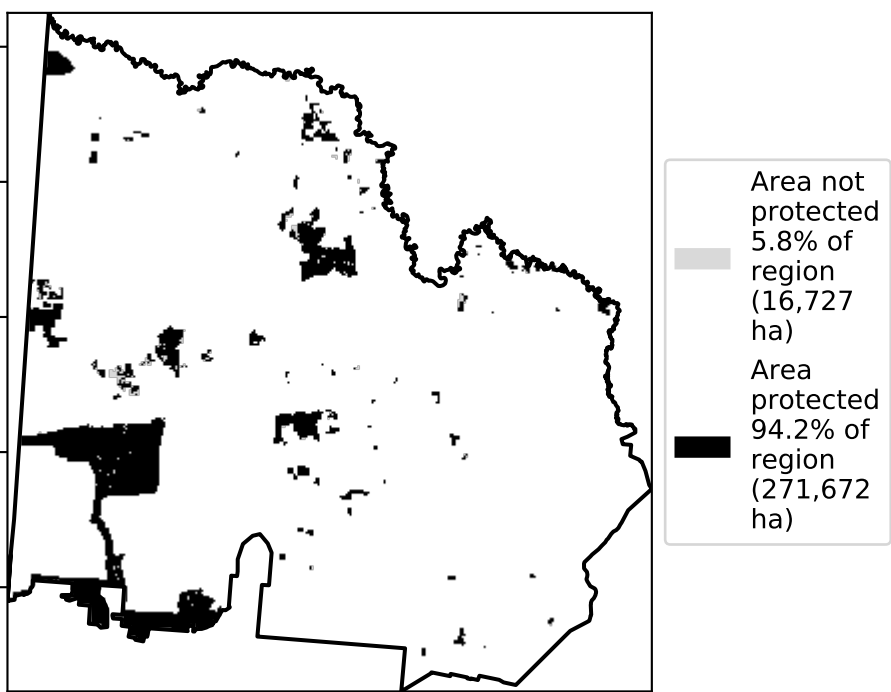 Area not
protected
5.8% of
region
(16,727
ha)
Area
protected
94.2% of
region
(271,672
ha)